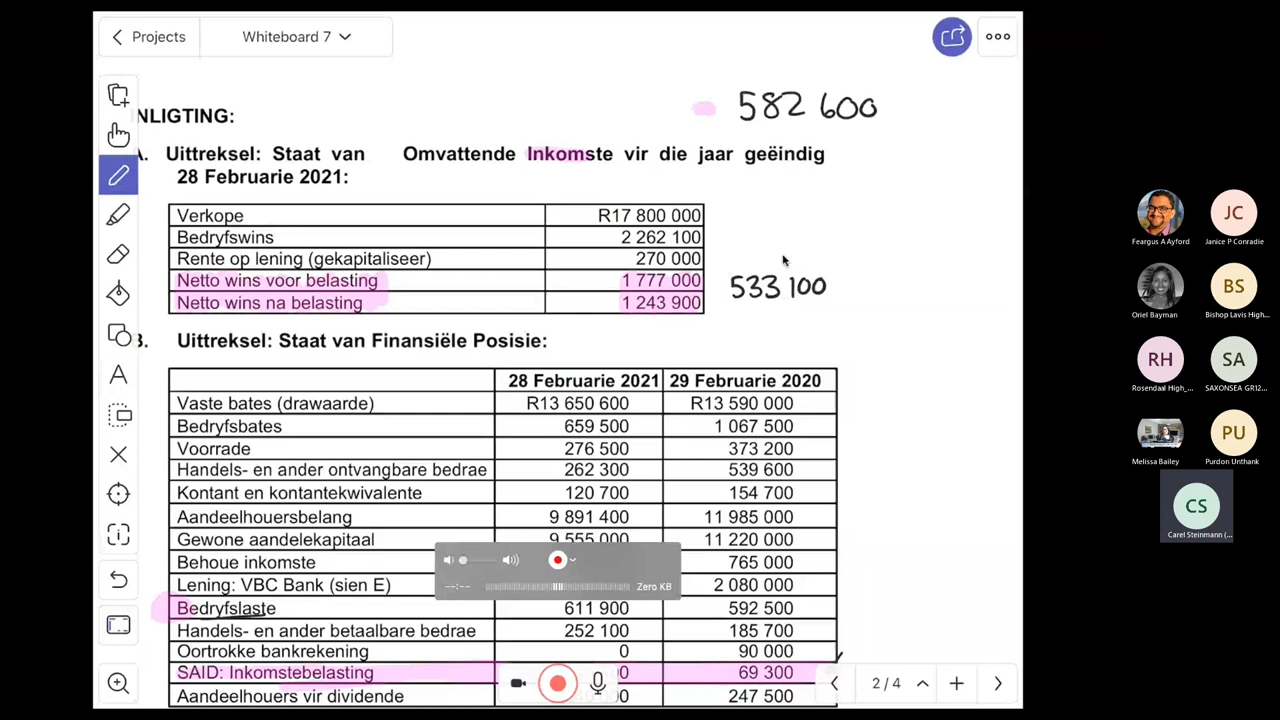 Projects
Whiteboard 7
NLIGTING:
582 600
A. Uittreksel: Staat van Omvattende Inkomste vir die jaar geëindig
28 Februarie 2021:
Verkope R17 800 000
Bedryfswins 2 262 100
Rente op lening (gekapitaliseer) 270 000
Netto wins voor belasting 1 777 000
Netto wins na belasting 1 243 900
533 100
B. Uittreksel: Staat van Finansiële Posisie:
28 Februarie 2021 29 Februarie 2020
Vaste bates (drawaarde) R13 650 600 R13 590 000
Bedryfsbates 659 500 1 067 500
Voorrade 276 500 373 200
Handels- en ander ontvangbare bedrae 262 300 539 600
Kontant en kontantekwivalente 120 700 154 700
Aandeelhouersbelang 9 891 400 11 985 000
Gewone aandelekapitaal 9 555 000 11 220 000
Behoue inkomste 765 000
Lening: VBC Bank (sien E) 2 080 000
Bedryfslaste 611 900 592 500
Handels- en ander betaalbare bedrae 252 100 185 700
Oortrokke bankrekening 0 90 000
SAID: Inkomstebelasting 69 300
Aandeelhouers vir dividende 247 500
--:--
Zero KB
2 / 4
Feargus A Ayford
JC
Janice P Conradie
Oriel Bayman
BS
Bishop Lavis High...
RH
Rosendaal High_...
SA
SAXONSEA GR12...
Melissa Bailey
PU
Purdon Unthank
CS
Carel Steinmann (...